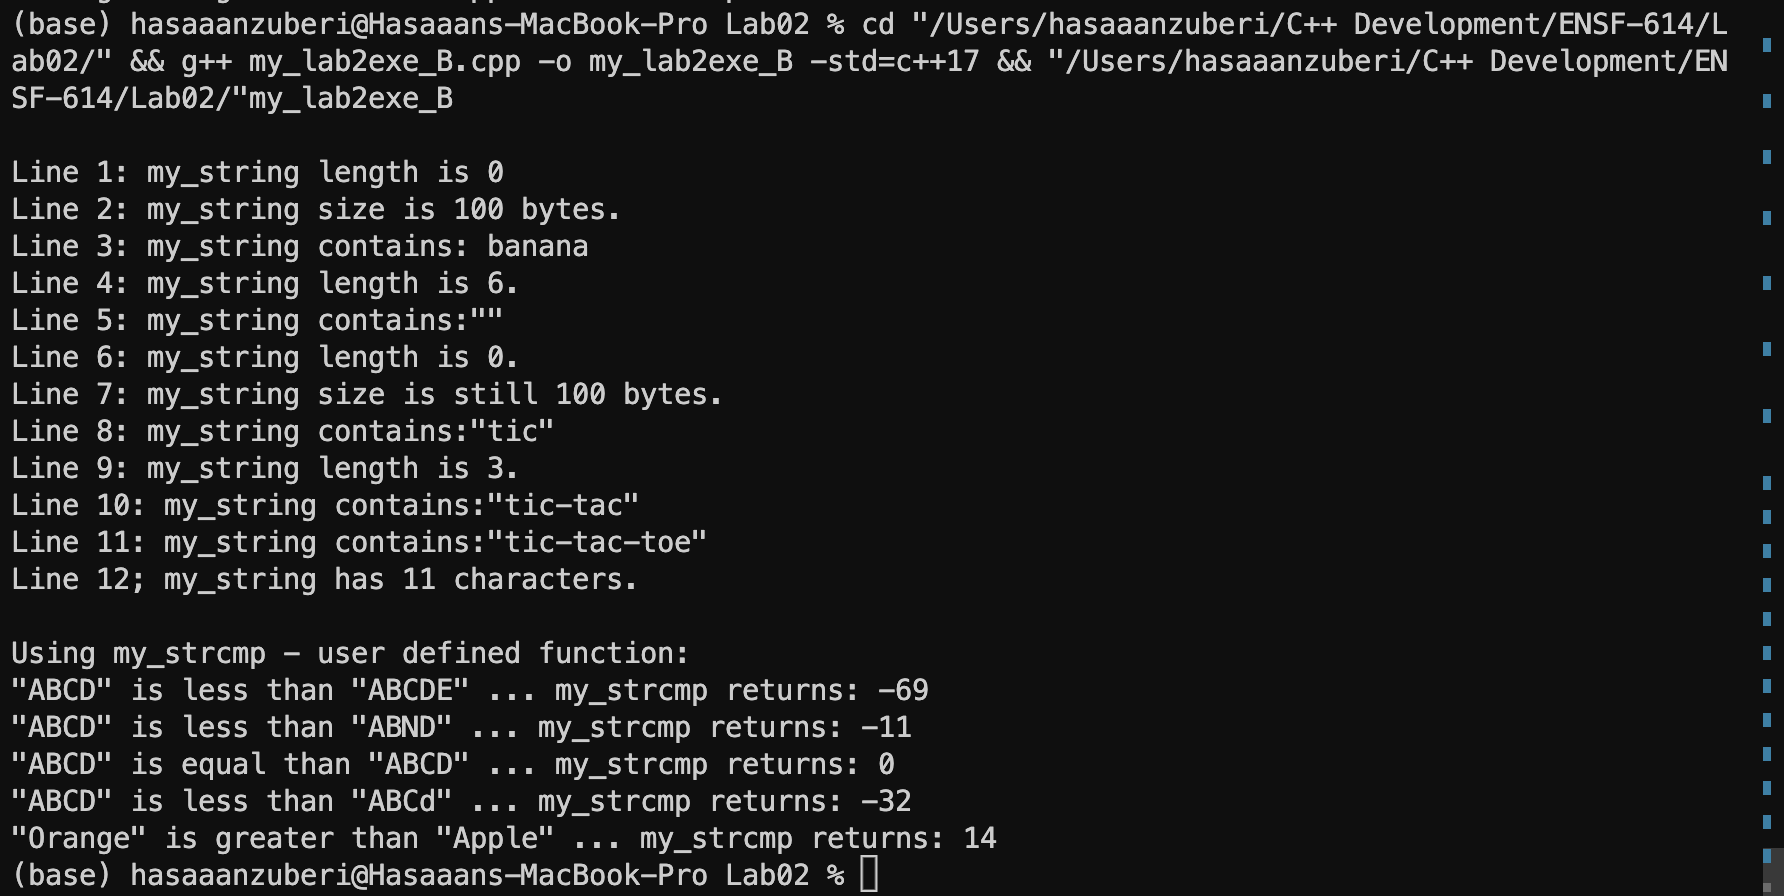 (base) hasaaanzuberi@Hasaaans-MacBook-Pro Lab02 % cd "/Users/hasaaanzuberi/C++ Development/ENSF-614/L
ab02/" && g++ my_lab2exe_B.cpp -o my_lab2exe_B -std=c++17 && "/Users/hasaaanzuberi/C++ Development/EN
SF-614/Lab02/"my_lab2exe_B
Line 1: my_string length is 0
Line 2: my_string size is 100 bytes.
Line 3: my_string contains: banana
Line 4: my_string length is 6.
Line 5: my_string contains:""
Line 6: my_string length is 0.
Line 7: my_string size is still 100 bytes.
Line 8: my_string contains:"tic"
Line 9: my_string length is 3.
Line 10: my_string contains:"tic-tac"
Line 11: my_string contains:"tic-tac-toe"
Line 12; my_string has 11 characters.
Using my_strcmp - user defined function:
"ABCD" is less than "ABCDE" ... my_strcmp returns: -69
"ABCD" is less than "ABND" ... my_strcmp returns: -11
"ABCD" is equal than "ABCD" ... my_strcmp returns: 0
"ABCD" is less than "ABCd" ... my_strcmp returns: -32
"Orange" is greater than "Apple" ... my_strcmp returns: 14
(base) hasaaanzuberi@Hasaaans-MacBook-Pro Lab02 %